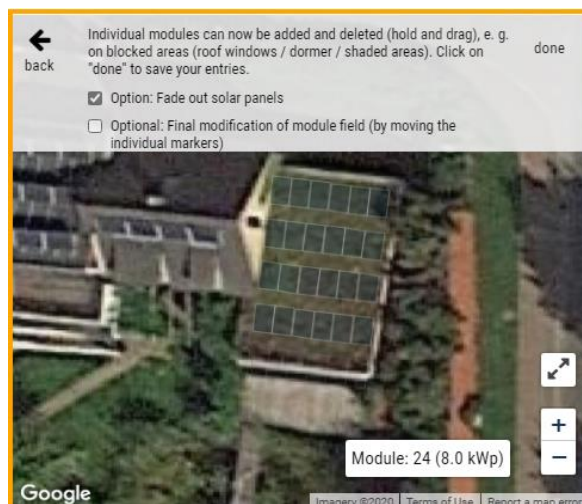 Individual modules can now be added and deleted (hold and drag), e. g.
back
on blocked areas (roof windows / dormer / shaded areas). Click on
done
"done" to save your entries.
Option: Fade out solar panels
Optional: Final modification of module field (by moving the
individual markers)
+
Module: 24 (8.0 kWp)
−
Google
Imagery ©2020 Terms of Use Report a map error